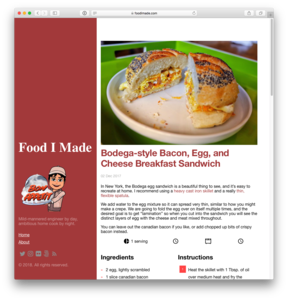 foodimade.com
Food I Made
BON
APPETIT
Mild-mannered engineer by day,
ambitious home cook by night.
Home
About
© 2018. All rights reserved.
Bodega-style Bacon, Egg, and
Cheese Breakfast Sandwich
In New York, the Bodega egg sandwich is a beautiful thing to see, and it's easy
to recreate at home. I recommend using a heavy cast iron skillet and a really thin,
flexible spatula.
We add water to the egg mixture so it can spread very thin, similar to how you might
make a crepe. We are going to fold the egg over on itself multiple times, and the
desired goal is to get "lamination" so when you cut into the sandwich you will see the
distinct layers of egg with the cheese and meat mixed throughout.
You can leave out the canadian bacon if you like, or add chopped up bits of crispy
bacon instead.
1 serving
Ingredients
Instructions
2 egg, lightly scrambled
1 slice canadian bacon
Heat the skillet with 1 Tbsp. of oil
over medium heat and fry the